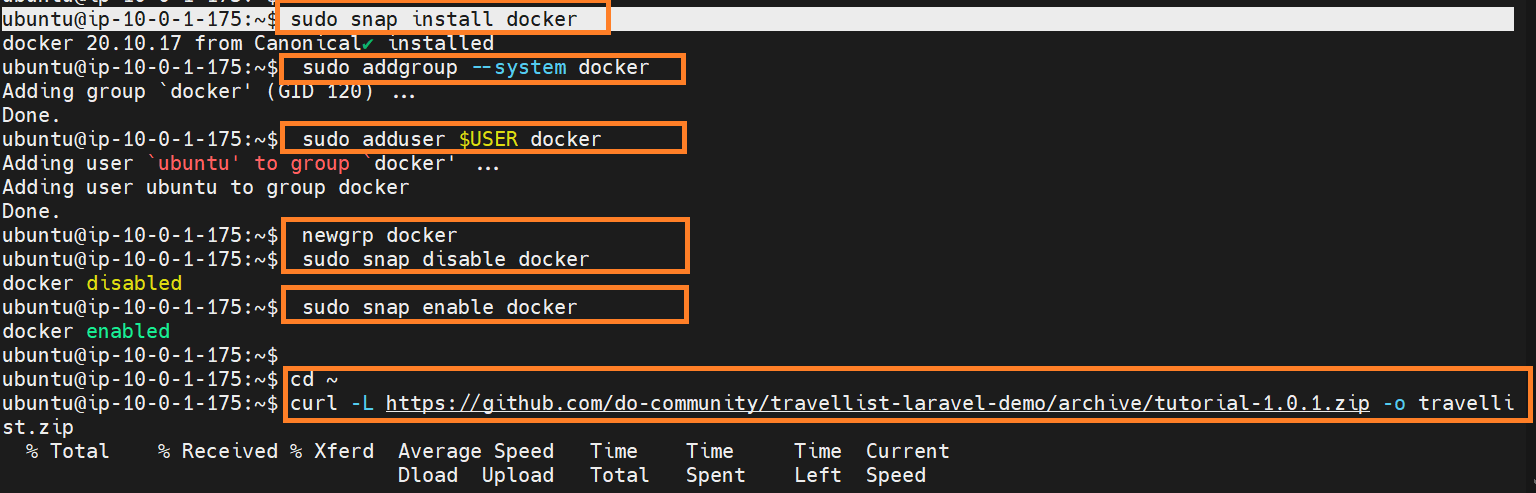 ubuntu@ip-10-0-1-175:~$ sudo snap install docker
docker 20.10.17 from Canonical✔ installed
ubuntu@ip-10-0-1-175:~$ sudo addgroup --system docker
Adding group `docker' (GID 120) ...
Done.
ubuntu@ip-10-0-1-175:~$ sudo adduser $USER docker
Adding user `ubuntu' to group `docker' ...
Adding user ubuntu to group docker
Done.
ubuntu@ip-10-0-1-175:~$ newgrp docker
ubuntu@ip-10-0-1-175:~$ sudo snap disable docker
docker disabled
ubuntu@ip-10-0-1-175:~$ sudo snap enable docker
docker enabled
ubuntu@ip-10-0-1-175:~$
ubuntu@ip-10-0-1-175:~$ cd ~
ubuntu@ip-10-0-1-175:~$ curl -L https://github.com/do-community/travellist-laravel-demo/archive/tutorial-1.0.1.zip -o travelli
st.zip
% Total % Received % Xferd Average Speed Time Time Time Current
Dload Upload Total Spent Left Speed